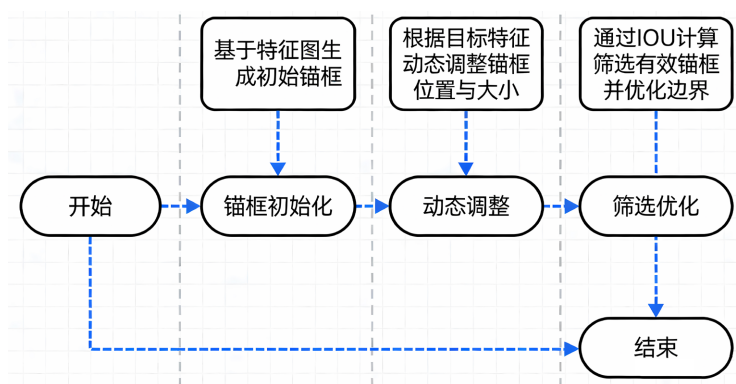 基于特征图生
成初始锚框
根据目标特征
动态调整锚框
位置与大小
通过IOU计算
筛选有效锚框
并优化边界
开始
锚框初始化
动态调整
筛选优化
结束